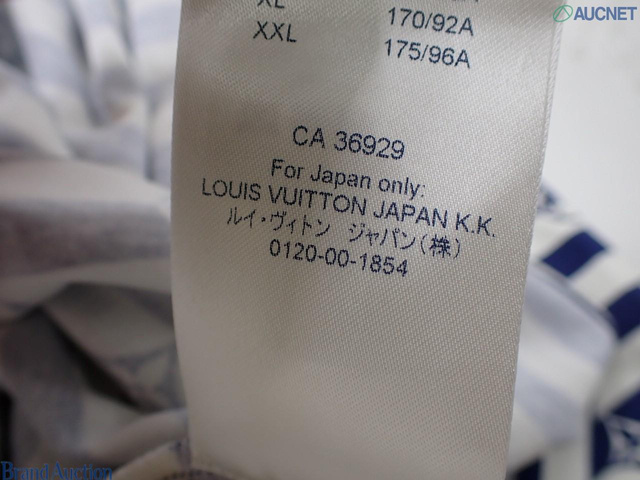 XL 170/92A
XXL 175/96A
CA 36929
For Japan only:
LOUIS VUITTON JAPAN K.K.
ルイ・ヴィトン ジャパン(株)
0120-00-1854
AUCNET
Brand Auction